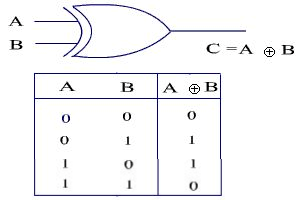 A
B
C = A ⊕ B
A B A ⊕ B
0 0 0
0 1 1
1 0 1
1 1 0